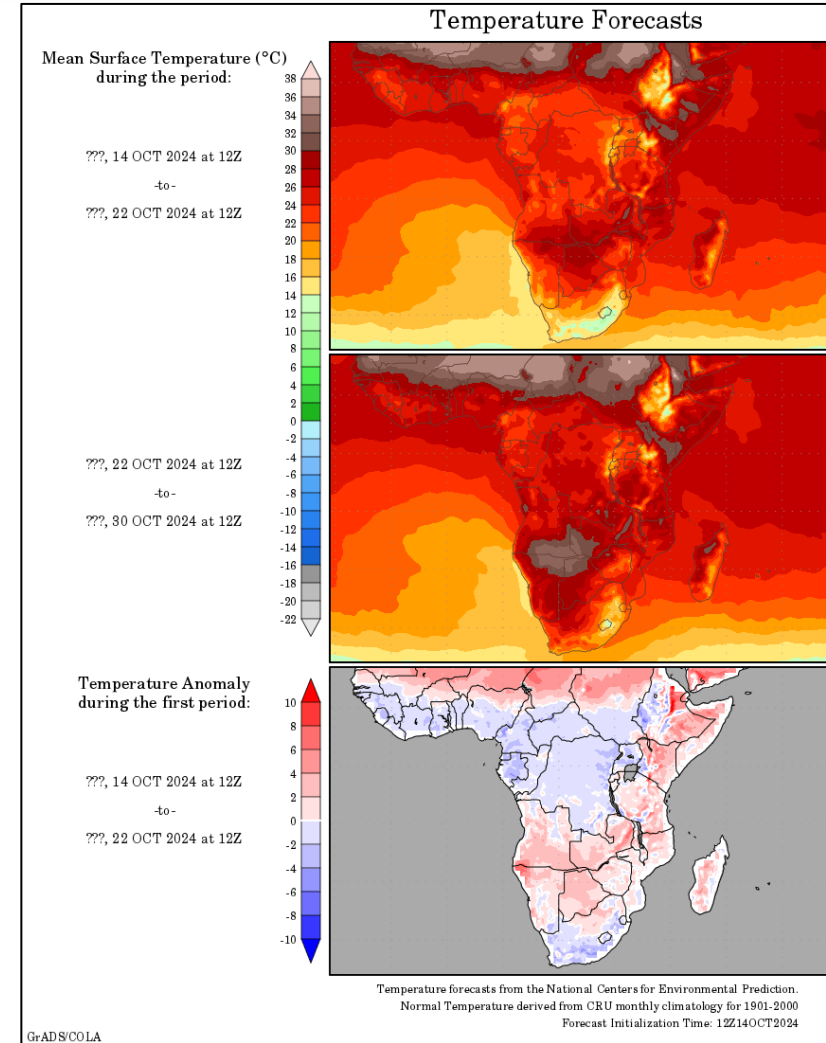 Temperature Forecasts
Mean Surface Temperature (°C)
during the period:
???, 14 OCT 2024 at 12Z
-to-
???, 22 OCT 2024 at 12Z
38
36
34
32
30
28
26
24
22
20
18
16
14
12
10
8
6
4
2
0
-2
-4
-6
-8
-10
-12
-14
-16
-18
-20
-22
???, 22 OCT 2024 at 12Z
-to-
???, 30 OCT 2024 at 12Z
Temperature Anomaly
during the first period:
???, 14 OCT 2024 at 12Z
-to-
???, 22 OCT 2024 at 12Z
10
8
6
4
2
0
-2
-4
-6
-8
-10
Temperature forecasts from the National Centers for Environmental Prediction.
Normal Temperature derived from CRU monthly climatology for 1901-2000
Forecast Initialization Time: 12Z14OCT2024
GrADS/COLA